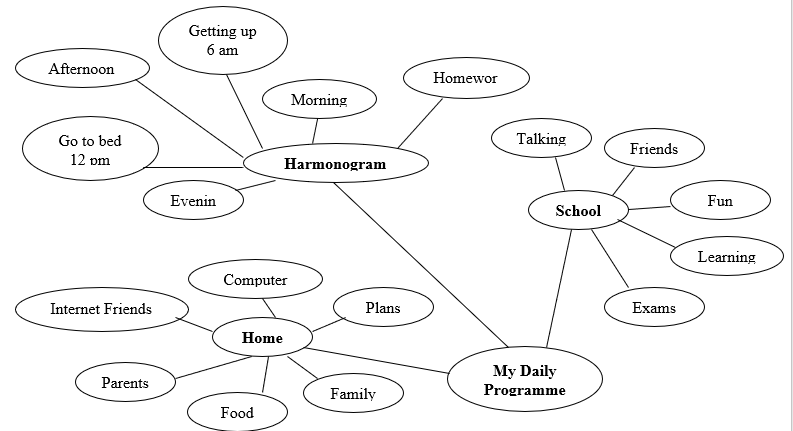 Getting up
6 am
Afternoon
Homewor
Morning
Go to bed
12 pm
Harmonogram
Evenin
Talking
Friends
School
Fun
Learning
Exams
Computer
Internet Friends
Plans
Home
Parents
Food
Family
My Daily
Programme